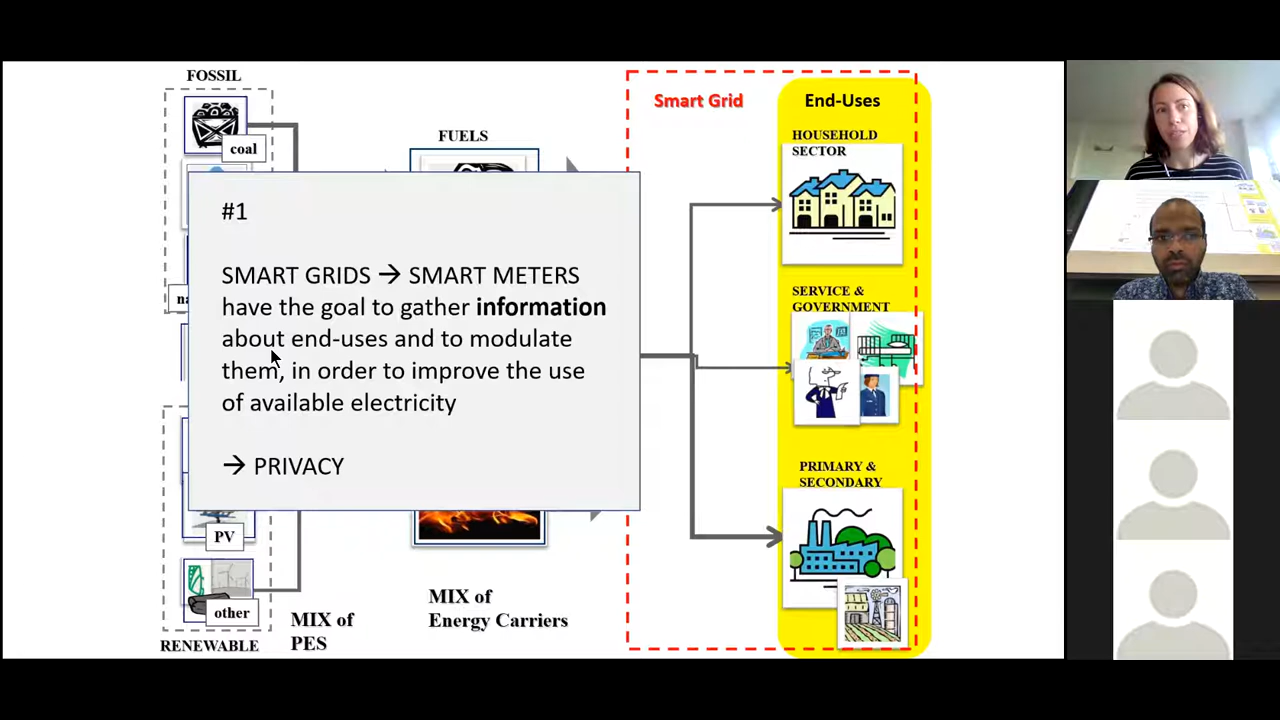 FOSSIL
coal
FUELS
#1
SMART GRIDS → SMART METERS
have the goal to gather information
about end-uses and to modulate
them, in order to improve the use
of available electricity
→ PRIVACY
PV
other
RENEWABLE
MIX of
PES
MIX of
Energy Carriers
Smart Grid
End-Uses
HOUSEHOLD
SECTOR
SERVICE &
GOVERNMENT
PRIMARY &
SECONDARY